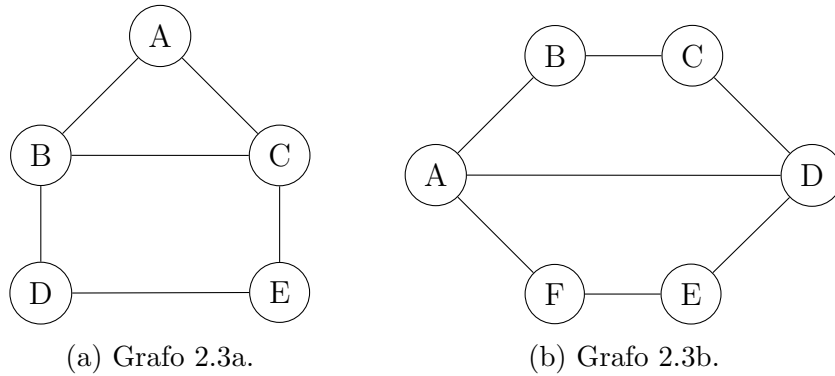 A
B C
D E
(a) Grafo 2.3a.
B C
A D
F E
(b) Grafo 2.3b.